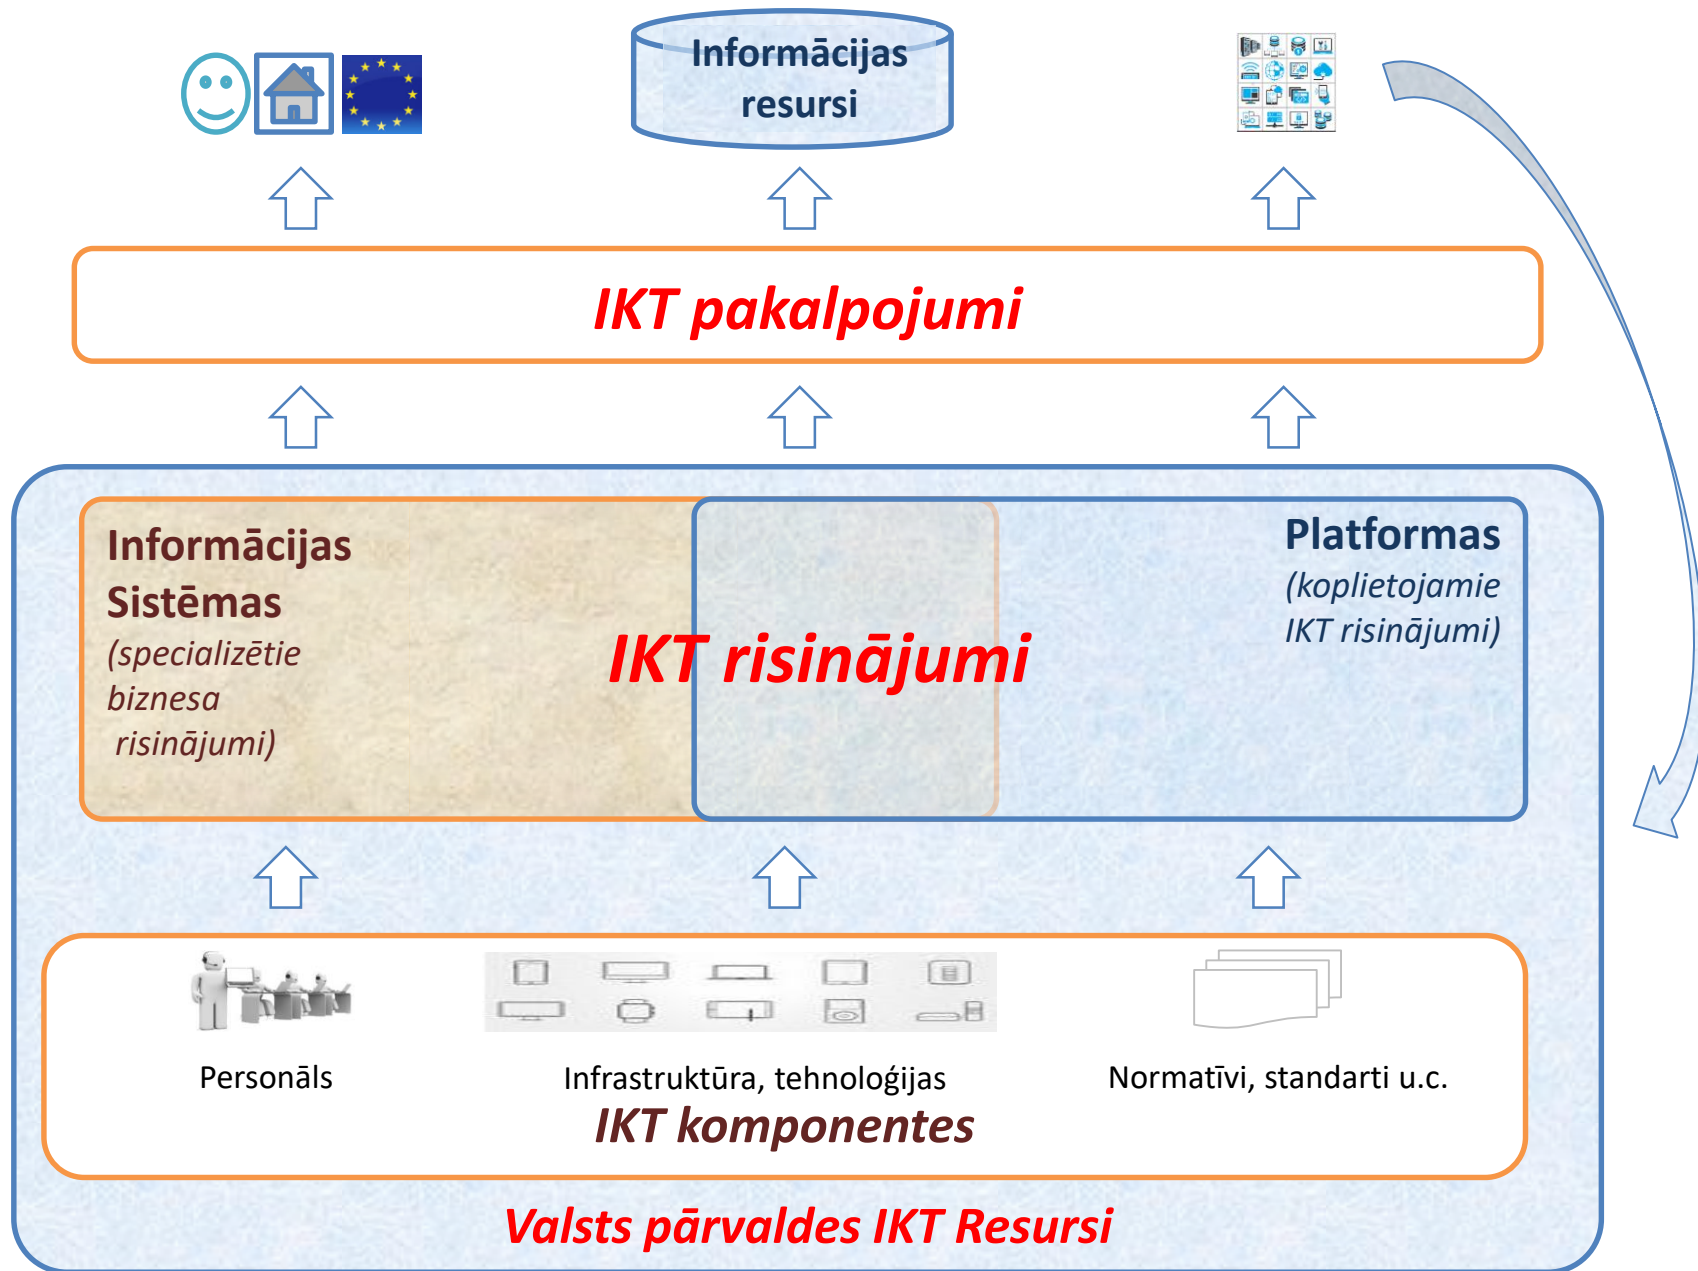 Informācijas
resursi
IKT pakalpojumi
Informācijas
Sistēmas
(specializētie
biznesa
risinājumi)
IKT risinājumi
Platformas
(koplietojamie
IKT risinājumi)
Personāls
Infrastruktūra, tehnoloģijas
Normatīvi, standarti u.c.
IKT komponentes
Valsts pārvaldes IKT Resursi